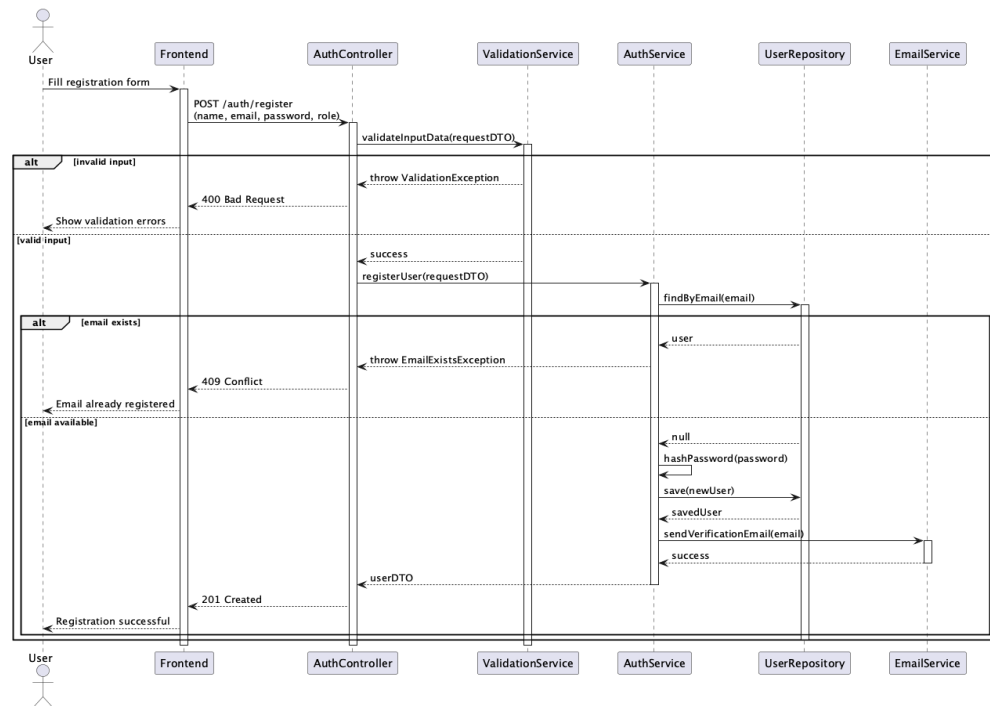 User
Frontend
AuthController
ValidationService
AuthService
UserRepository
EmailService
Fill registration form
POST /auth/register
(name, email, password, role)
validateInputData(requestDTO)
alt
[invalid input]
throw ValidationException
400 Bad Request
Show validation errors
[valid input]
success
registerUser(requestDTO)
findByEmail(email)
alt
[email exists]
user
throw EmailExistsException
409 Conflict
Email already registered
[email available]
null
hashPassword(password)
save(newUser)
savedUser
sendVerificationEmail(email)
success
userDTO
201 Created
Registration successful
User
Frontend
AuthController
ValidationService
AuthService
UserRepository
EmailService